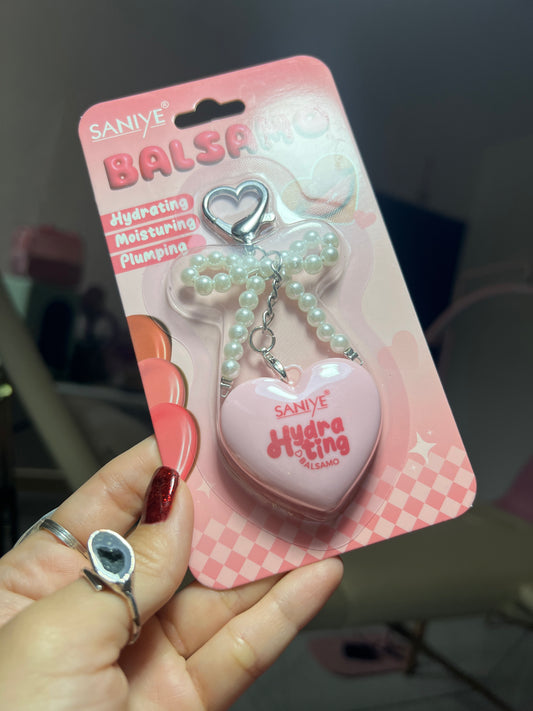 SANIYE®
BALSAMO
Hydrating
Moisturing
Plumping
SANIYE
Hydra
ting
BALSAMO